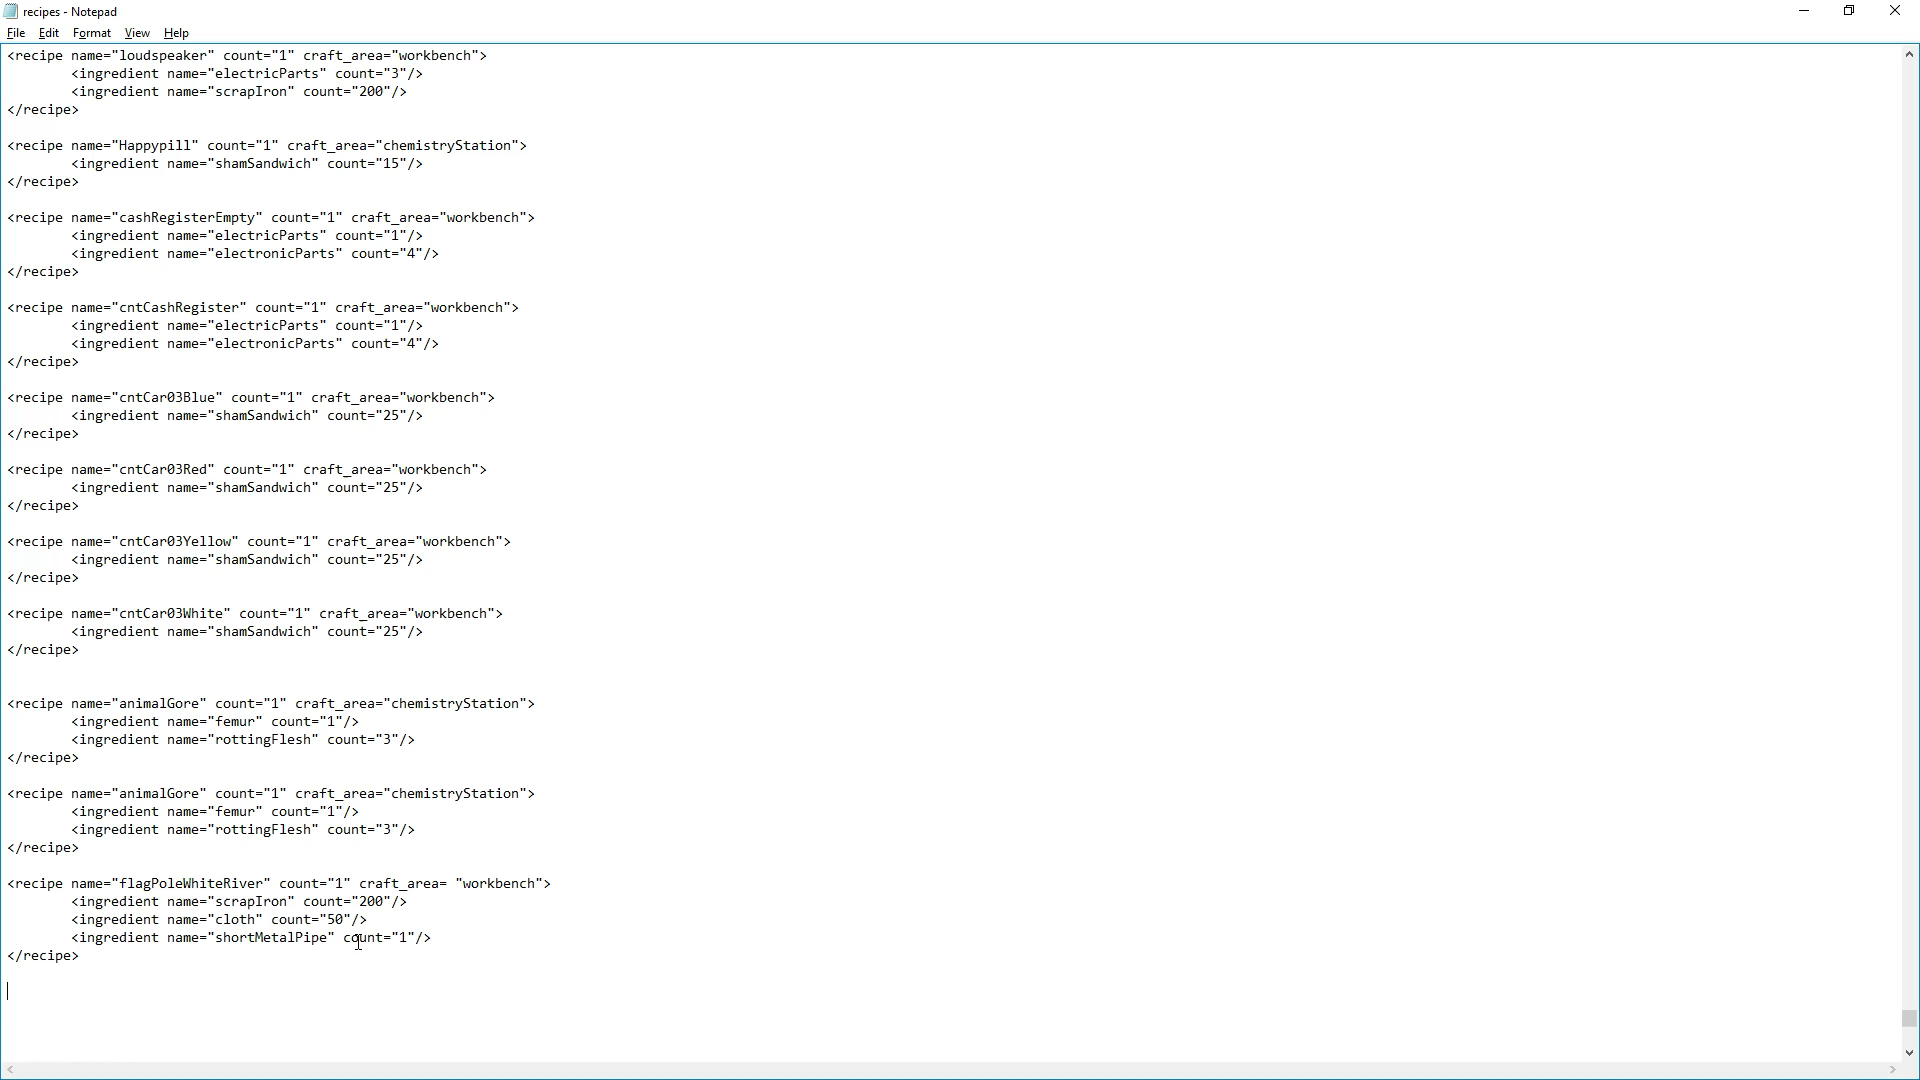 recipes - Notepad
File Edit Format View Help
<recipe name="loudspeaker" count="1" craft_area="workbench">
<ingredient name="electricParts" count="3"/>
<ingredient name="scrapIron" count="200"/>
</recipe>
<recipe name="Happypill" count="1" craft_area="chemistryStation">
<ingredient name="shamSandwich" count="15"/>
</recipe>
<recipe name="cashRegisterEmpty" count="1" craft_area="workbench">
<ingredient name="electricParts" count="1"/>
<ingredient name="electronicParts" count="4"/>
</recipe>
<recipe name="cntCashRegister" count="1" craft_area="workbench">
<ingredient name="electricParts" count="1"/>
<ingredient name="electronicParts" count="4"/>
</recipe>
<recipe name="cntCar03Blue" count="1" craft_area="workbench">
<ingredient name="shamSandwich" count="25"/>
</recipe>
<recipe name="cntCar03Red" count="1" craft_area="workbench">
<ingredient name="shamSandwich" count="25"/>
</recipe>
<recipe name="cntCar03Yellow" count="1" craft_area="workbench">
<ingredient name="shamSandwich" count="25"/>
</recipe>
<recipe name="cntCar03White" count="1" craft_area="workbench">
<ingredient name="shamSandwich" count="25"/>
</recipe>
<recipe name="animalGore" count="1" craft_area="chemistryStation">
<ingredient name="femur" count="1"/>
<ingredient name="rottingFlesh" count="3"/>
</recipe>
<recipe name="animalGore" count="1" craft_area="chemistryStation">
<ingredient name="femur" count="1"/>
<ingredient name="rottingFlesh" count="3"/>
</recipe>
<recipe name="flagPoleWhiteRiver" count="1" craft_area= "workbench">
<ingredient name="scrapIron" count="200"/>
<ingredient name="cloth" count="50"/>
<ingredient name="shortMetalPipe" count="1"/>
</recipe>